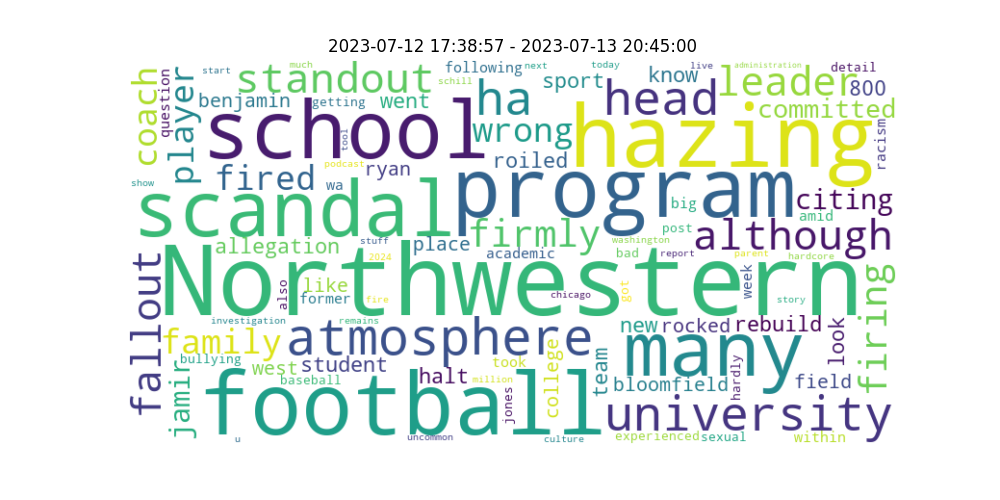 2023-07-12 17:38:57 - 2023-07-13 20:45:00
start
much
following
next
today
live
administration
detail
coach
question
player
standout
schill
sport
know
leader
800
benjamin
getting
went
ha
head
committed
school
tool
wrong
hazing
racism
podcast
ryan
roiled
show
fired
wa
program
citing
scandal
big
amid
firmly
post
although
allegation
stuff
place
academic
washington
bad
report
parent
hardcore
2024
fallout
Northwestern
also
like
former
fire
chicago
got
week
story
firing
investigation
remains
family
atmosphere
new
rocked
rebuild
look
many
bullying
jamir
west
student
baseball
halt
took
million
college
team
bloomfield
hardly
field
football
jones
university
u
uncommon
culture
experienced
sexual
within